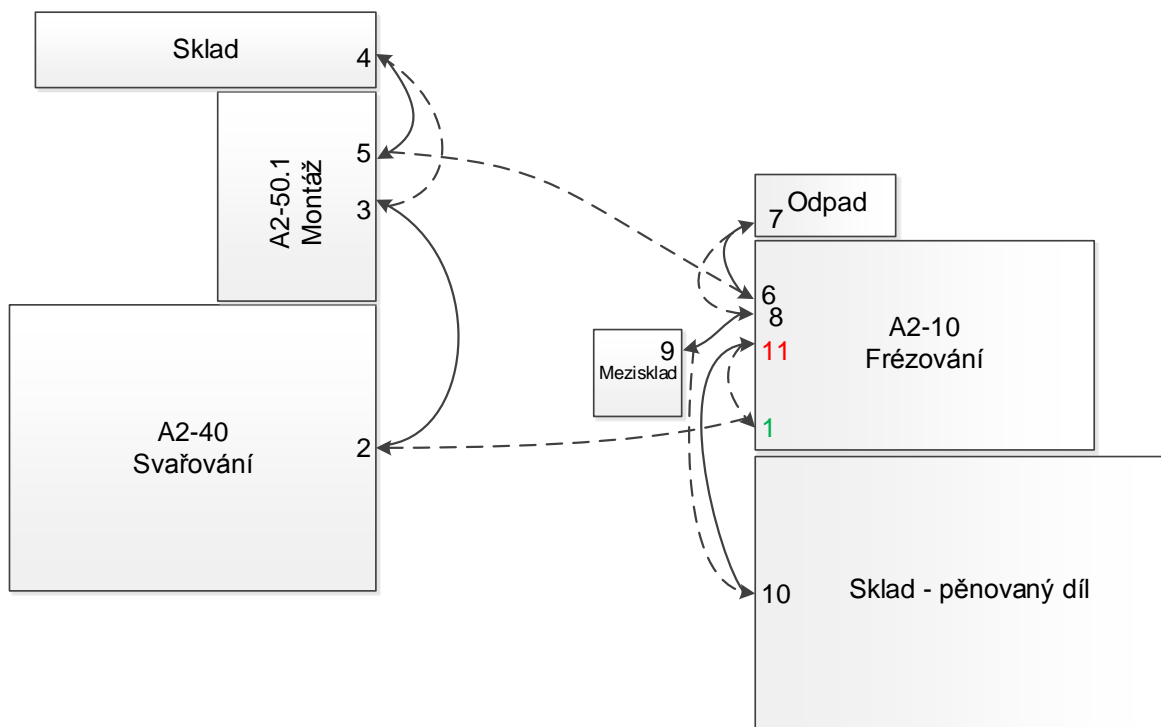 Sklad
4
A2-50.1
Montáž
5
3
Odpad
7
6
8
A2-10
Frézování
11
1
9
Mezisklad
A2-40
Svařování
2
10
Sklad - pěnovaný díl